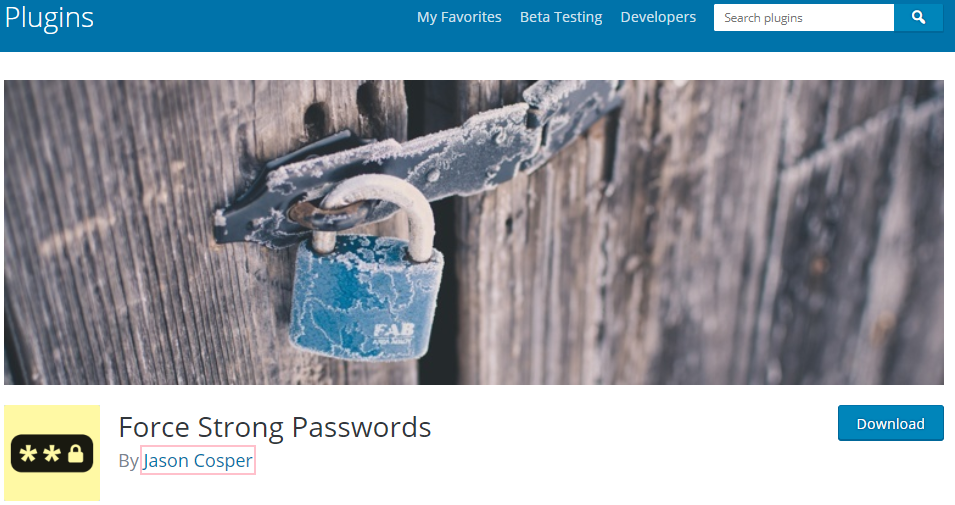 Plugins
My Favorites Beta Testing Developers Search plugins
FAB
Force Strong Passwords
Download
By Jason Cosper